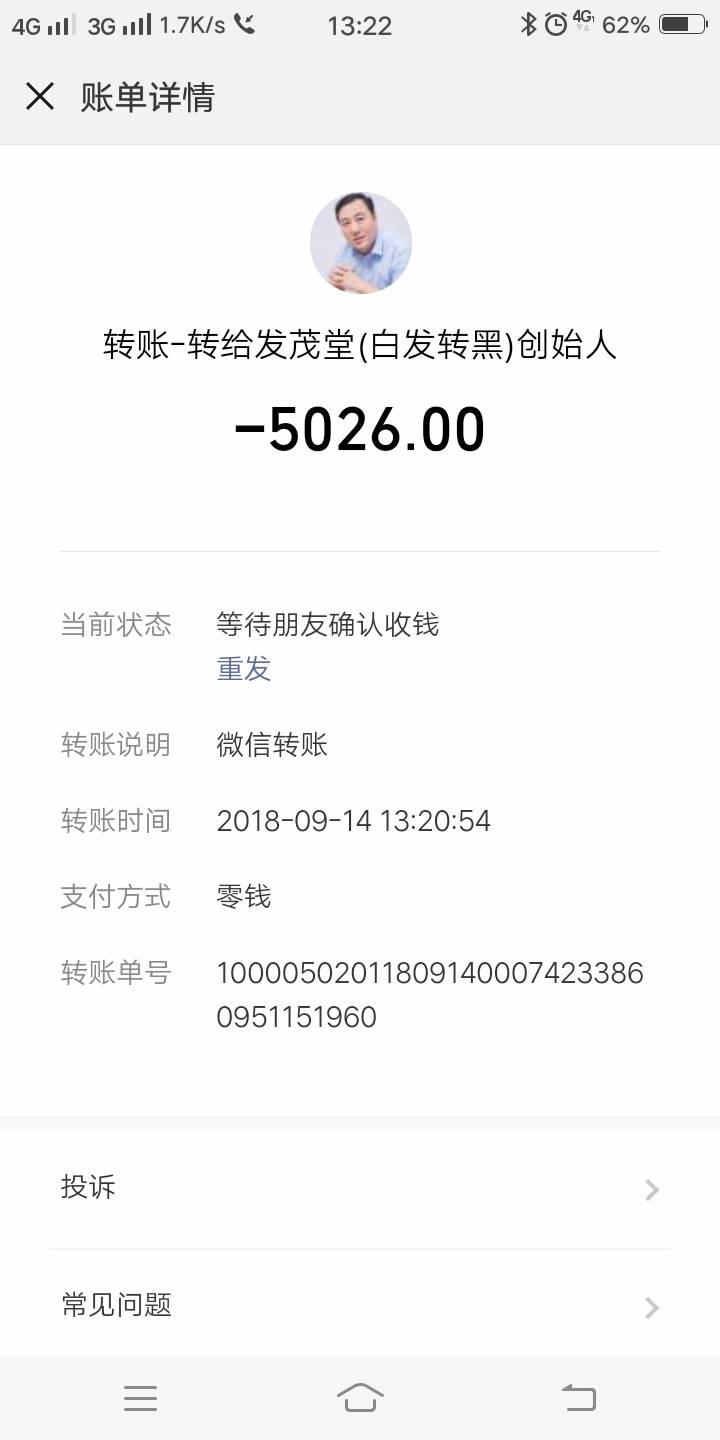 4G 3G 1.7K/s 13:22 4G 62%
账单详情
转账-转给发茂堂(白发转黑)创始人
-5026.00
当前状态 等待朋友确认收钱
重发
转账说明 微信转账
转账时间 2018-09-14 13:20:54
支付方式 零钱
转账单号 1000050201180914000742 3386
0951151960
投诉
常见问题